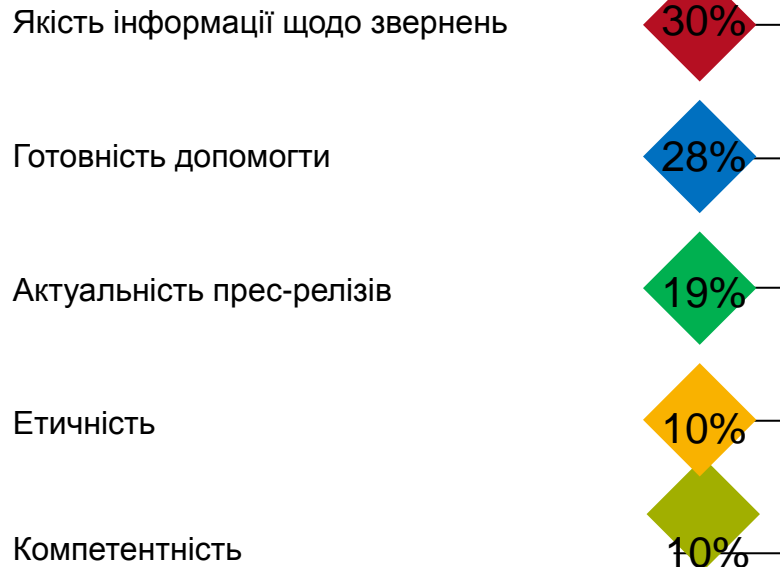 Якість інформації щодо звернень 30%
Готовність допомогти 28%
Актуальність прес-релізів 19%
Етичність 10%
Компетентність 10%